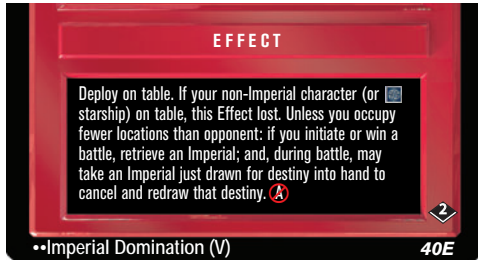 EFFECT
Deploy on table. If your non-Imperial character (or
starship) on table, this Effect lost. Unless you occupy
fewer locations than opponent: if you initiate or win a
battle, retrieve an Imperial; and, during battle, may
take an Imperial just drawn for destiny into hand to
cancel and redraw that destiny. A
2
••Imperial Domination (V) 40E